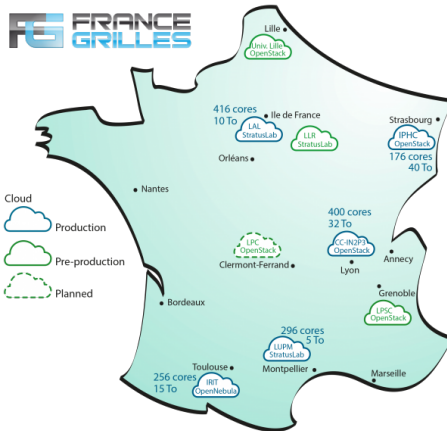 FRANCE
GRILLES
Lille
Univ. Lille
OpenStack
416 cores
10 To
Ile de France
LAL
StratusLab
LLR
StratusLab
Strasbourg
IPHC
OpenStack
176 cores
40 To
Orléans
Cloud
Production
Pre-production
Planned
Nantes
400 cores
32 To
CC-IN2P3
OpenStack
Lyon
Annecy
LPC
OpenStack
Clermont-Ferrand
Grenoble
LPSC
OpenStack
Bordeaux
296 cores
5 To
LUPM
StratusLab
Montpellier
Toulouse
256 cores
15 To
IRIT
OpenNebula
Marseille